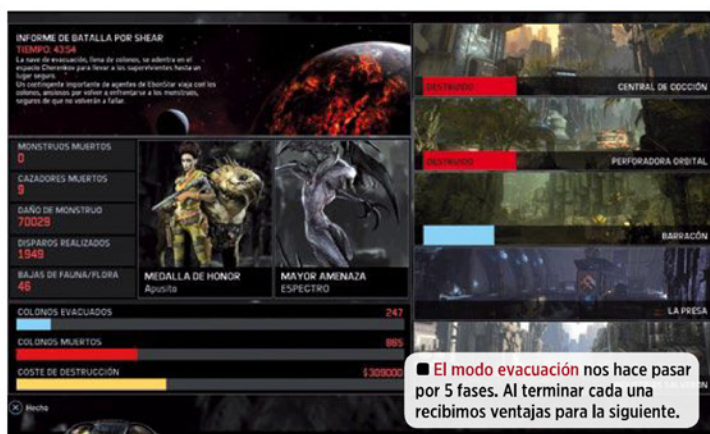 INFORME DE BATALLA POR SHEAR
TIEMPO: 43:54
La nave de evacuación, llena de colonos, se adentra en el
espacio Cherenkov para llevar a los supervivientes hasta un
lugar seguro.
Un contingente importante de agentes de EbonStar viaja con los
colonos, ansiosos por volver a enfrentarse a los monstruos,
seguros de que no volverán a fallar.
MONSTRUOS MUERTOS
0
CAZADORES MUERTOS
9
DAÑO DE MONSTRUO
70029
DISPAROS REALIZADOS
1949
BAJAS DE FAUNA/FLORA
46
MEDALLA DE HONOR
Apusito
MAYOR AMENAZA
ESPECTRO
COLONOS EVACUADOS
247
COLONOS MUERTOS
885
COSTE DE DESTRUCCIÓN
$309000
Hecho
DESTRUIDO
CENTRAL DE COCCIÓN
DESTRUIDO
PERFORADORA ORBITAL
BARRACÓN
LA PRESA
El modo evacuación nos hace pasar
por 5 fases. Al terminar cada una
recibimos ventajas para la siguiente.